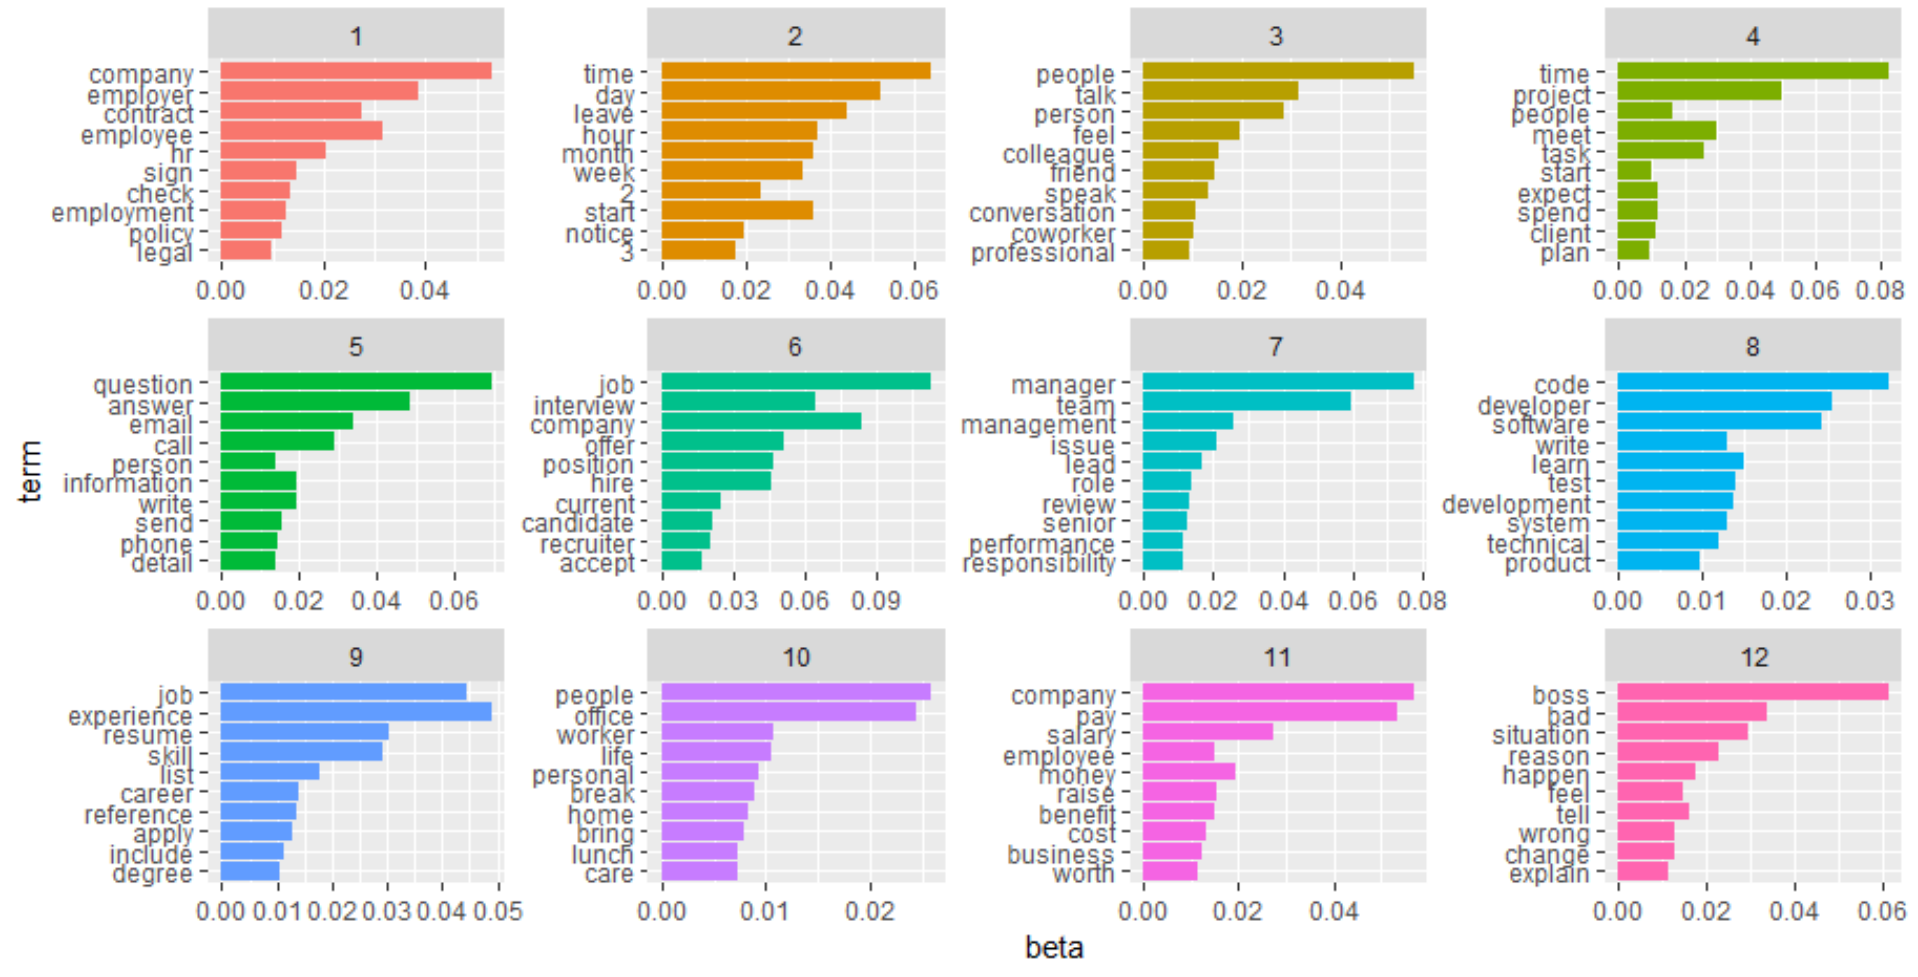 1
company
employer
contract
employee
hr
sign
check
employment
policy
legal
0.00 0.02 0.04
2
time
day
leave
hour
month
week
2
start
notice
3
0.00 0.02 0.04 0.06
3
people
talk
person
feel
colleague
friend
speak
conversation
coworker
professional
0.00 0.02 0.04
4
time
project
people
meet
task
start
expect
spend
client
plan
0.00 0.02 0.04 0.06 0.08
5
question
answer
email
call
person
information
write
send
phone
detail
0.00 0.02 0.04 0.06
6
job
interview
company
offer
position
hire
current
candidate
recruiter
accept
0.00 0.03 0.06 0.09
7
manager
team
management
issue
lead
role
review
senior
performance
responsibility
0.00 0.02 0.04 0.06 0.08
8
code
developer
software
write
learn
test
development
system
technical
product
0.00 0.01 0.02 0.03
9
job
experience
resume
skill
list
career
reference
apply
include
degree
0.00 0.01 0.02 0.03 0.04 0.05
10
people
office
worker
life
personal
break
home
bring
lunch
care
0.00 0.01 0.02
11
company
pay
salary
employee
money
raise
benefit
cost
business
worth
0.00 0.02 0.04
12
boss
bad
situation
reason
happen
feel
tell
wrong
change
explain
0.00 0.02 0.04 0.06
term
beta